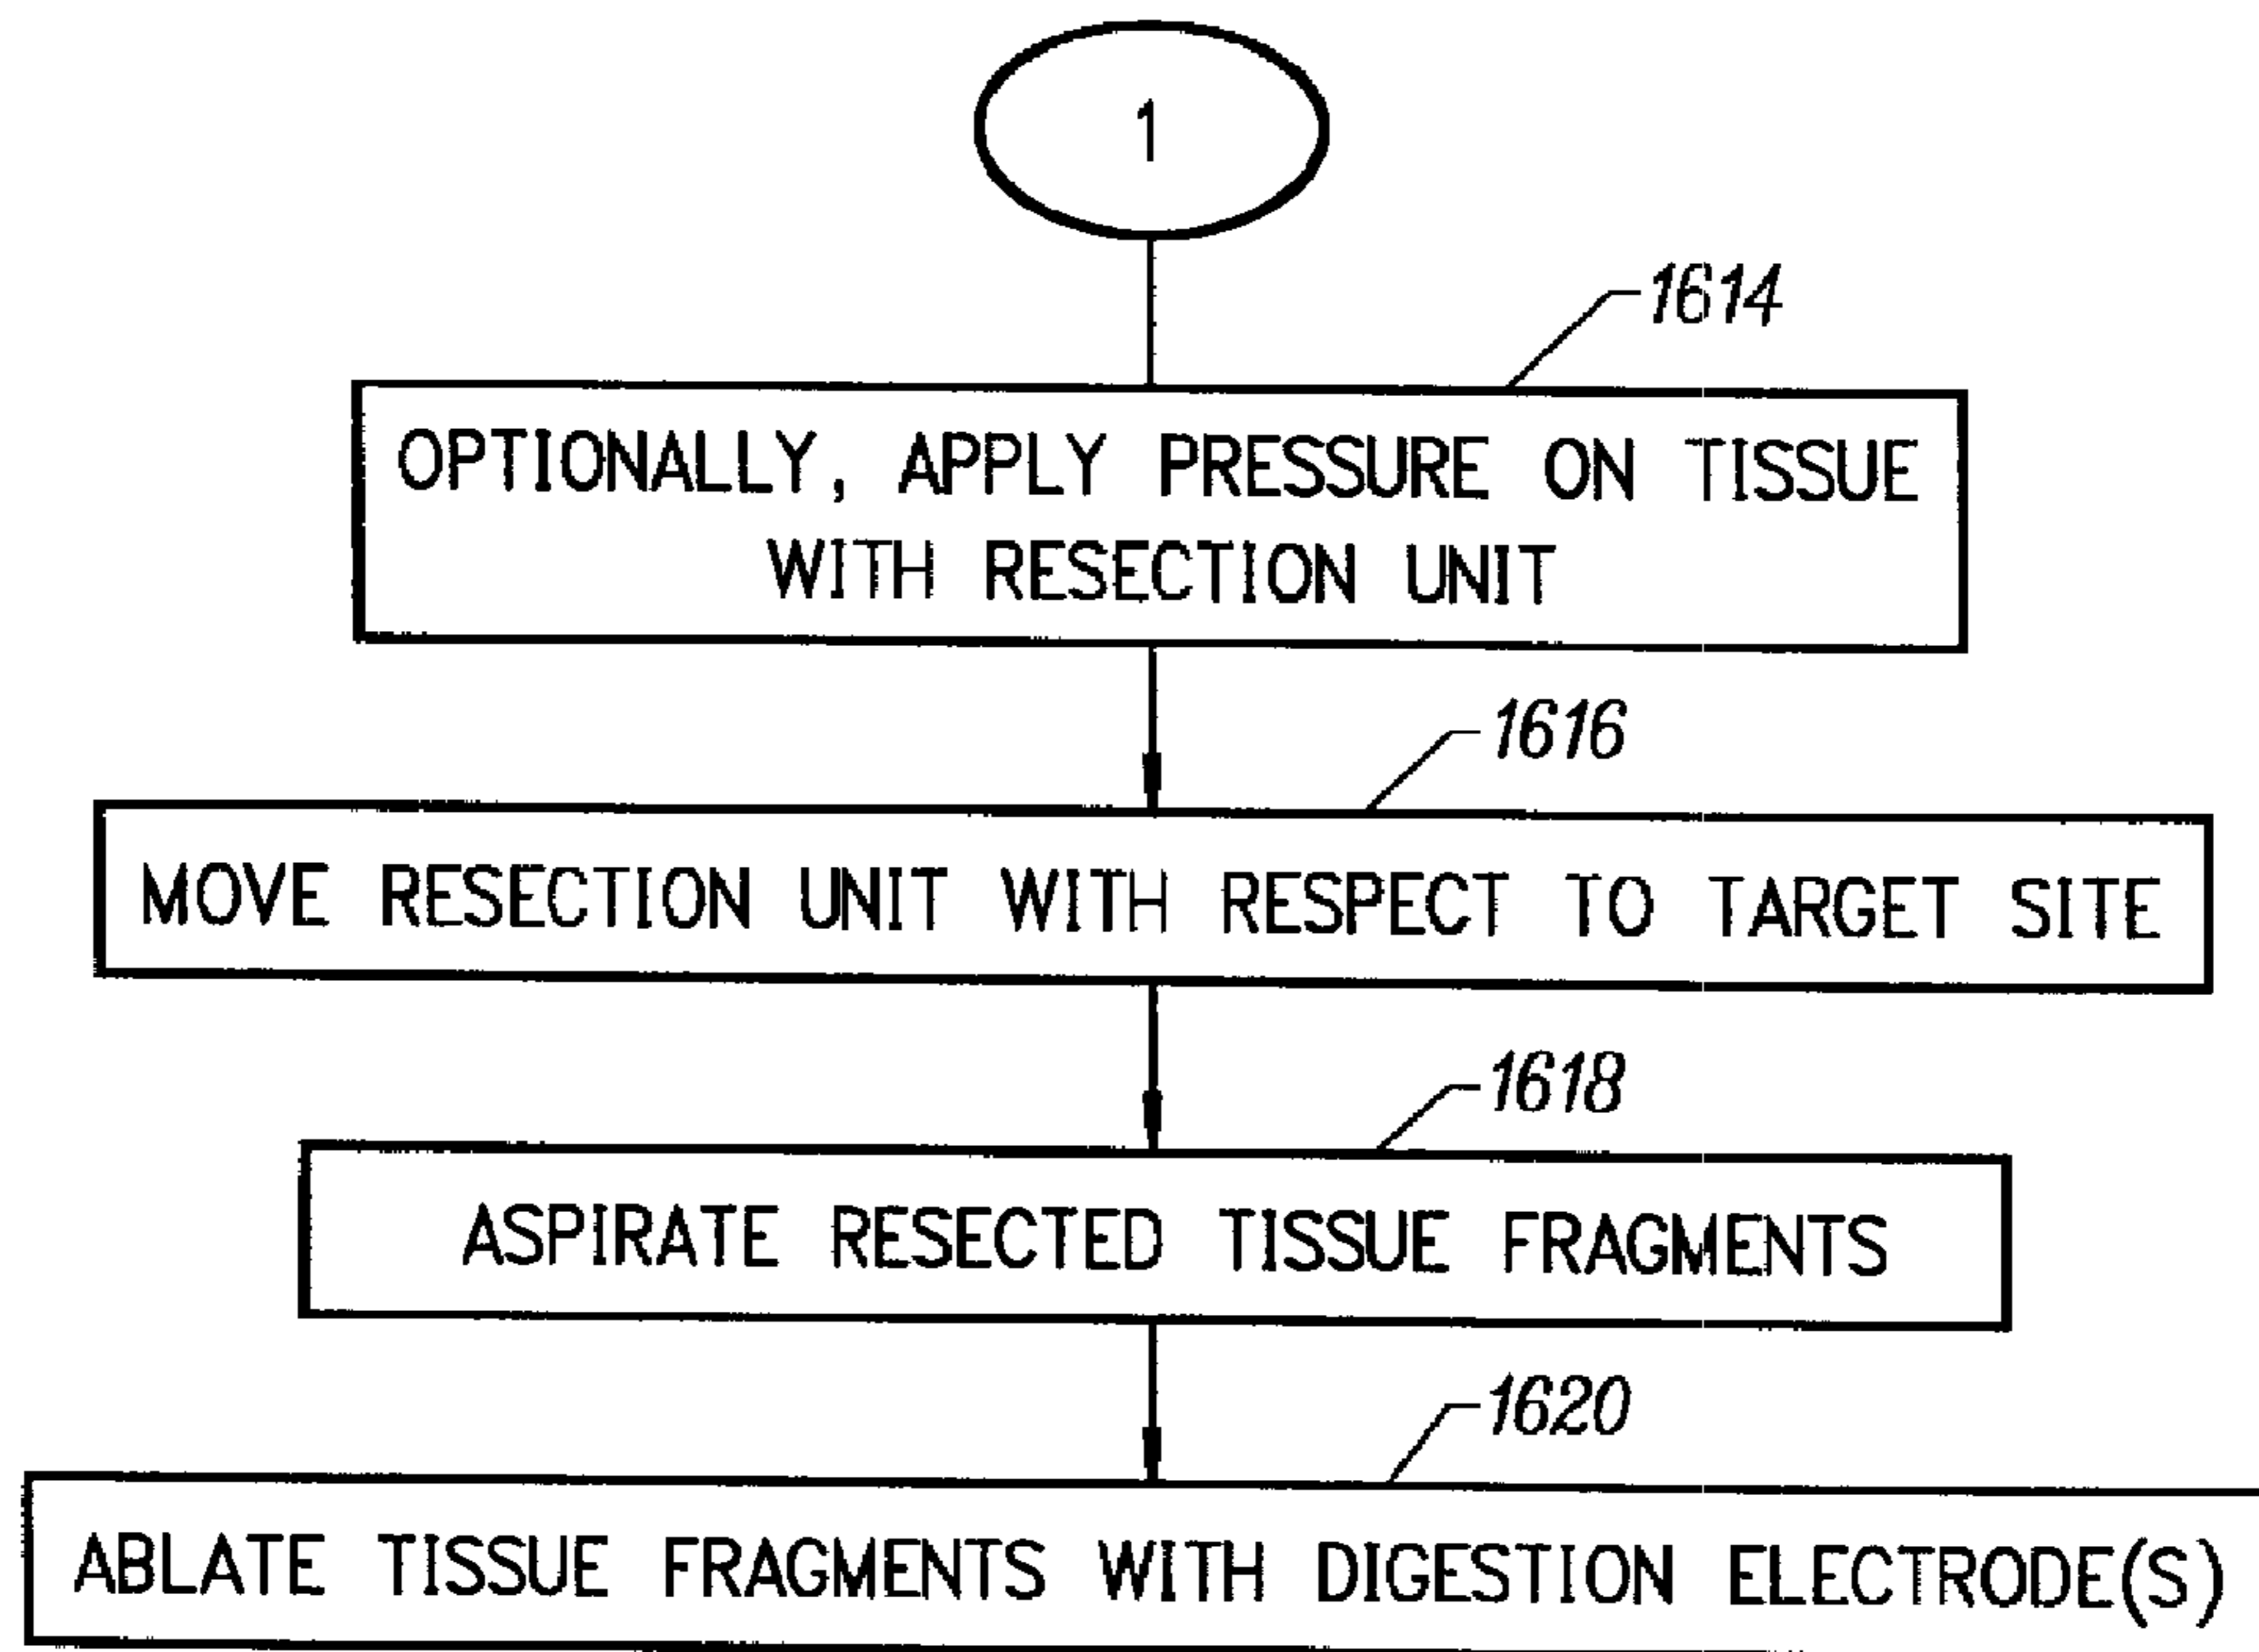 1
1614
OPTIONALLY, APPLY PRESSURE ON TISSUE
WITH RESECTION UNIT
1616
MOVE RESECTION UNIT WITH RESPECT TO TARGET SITE
1618
ASPIRATE RESECTED TISSUE FRAGMENTS
1620
ABLATE TISSUE FRAGMENTS WITH DIGESTION ELECTRODE(S)